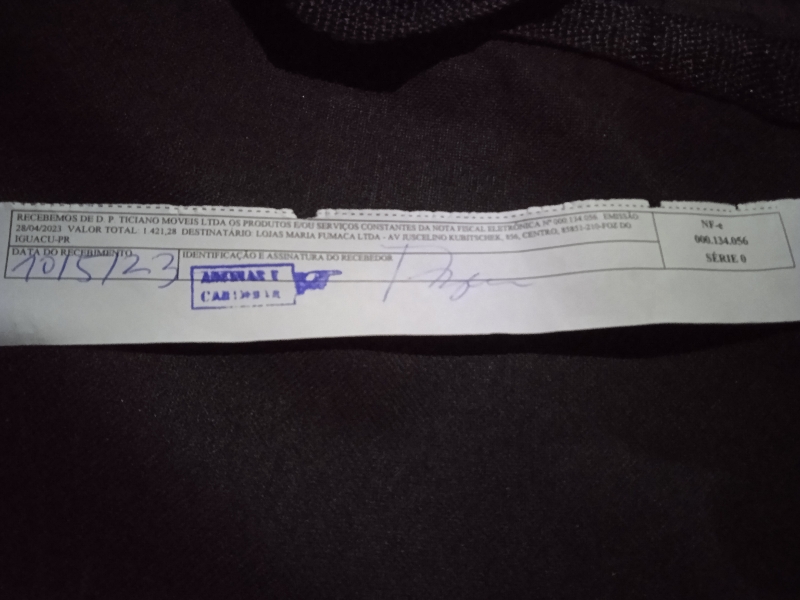 RECEBEMOS DE D. P. TICIANO MOVEIS LTDA OS PRODUTOS E/OU SERVIÇOS CONSTANTES DA NOTA FISCAL ELETRÔNICA Nº 000.134.056 EMISSÃO
28/04/2023 VALOR TOTAL: 1.421,28 DESTINATÁRIO: LOJAS MARIA FUMACA LTDA - AV JUSCELINO KUBITSCHEK, 856, CENTRO, 85851-210-FOZ DO
IGUACU-PR
NF-e
000.134.056
SÉRIE 0
DATA DO RECEBIMENTO
10/5/23
IDENTIFICAÇÃO E ASSINATURA DO RECEBEDOR